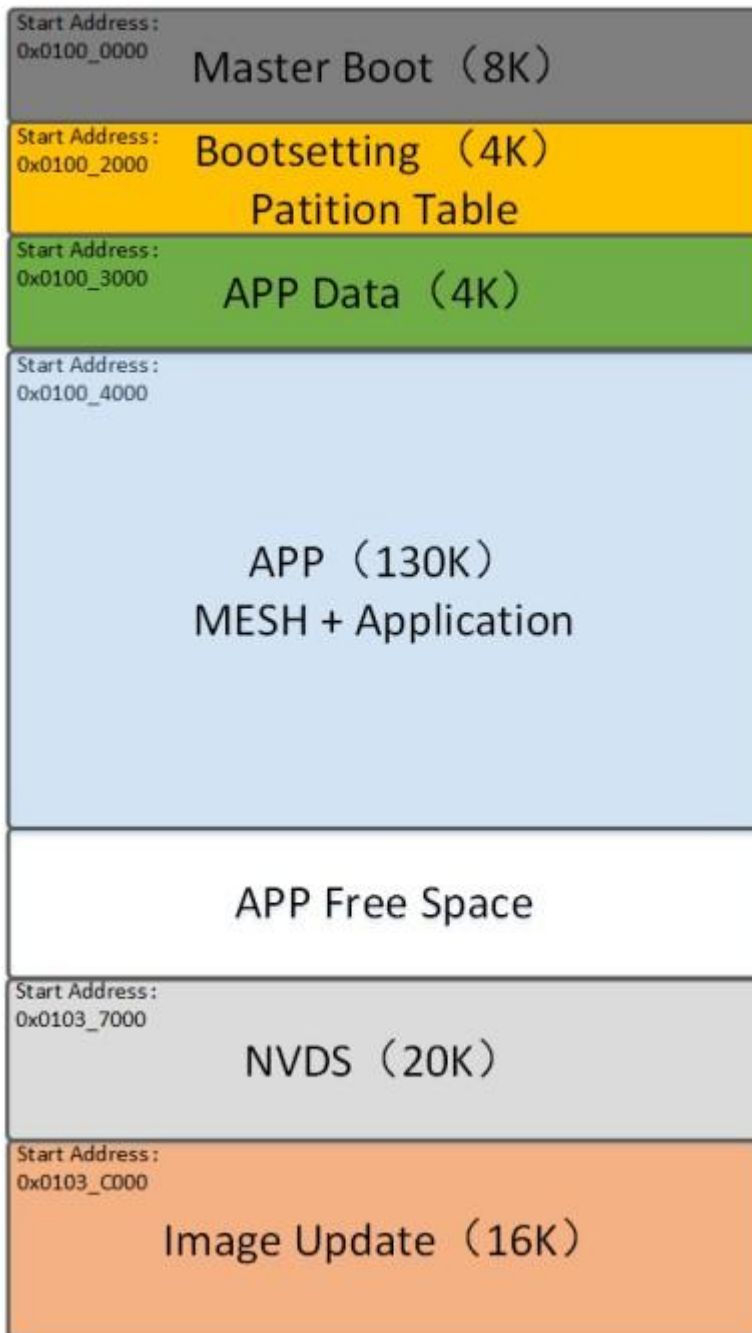 Start Address:
0x0100_0000
Master Boot（8K）
Start Address:
0x0100_2000
Bootsetting （4K）
Patition Table
Start Address:
0x0100_3000
APP Data（4K）
Start Address:
0x0100_4000
APP（130K）
MESH + Application
APP Free Space
Start Address:
0x0103_7000
NVDS（20K）
Start Address:
0x0103_C000
Image Update（16K）